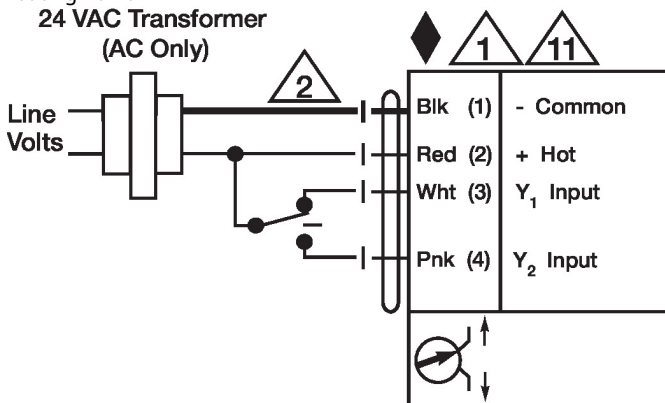 24 VAC Transformer
(AC Only)
1
11
2
Line
Volts
Blk (1) - Common
Red (2) + Hot
Wht (3) Y1 Input
Pnk (4) Y2 Input